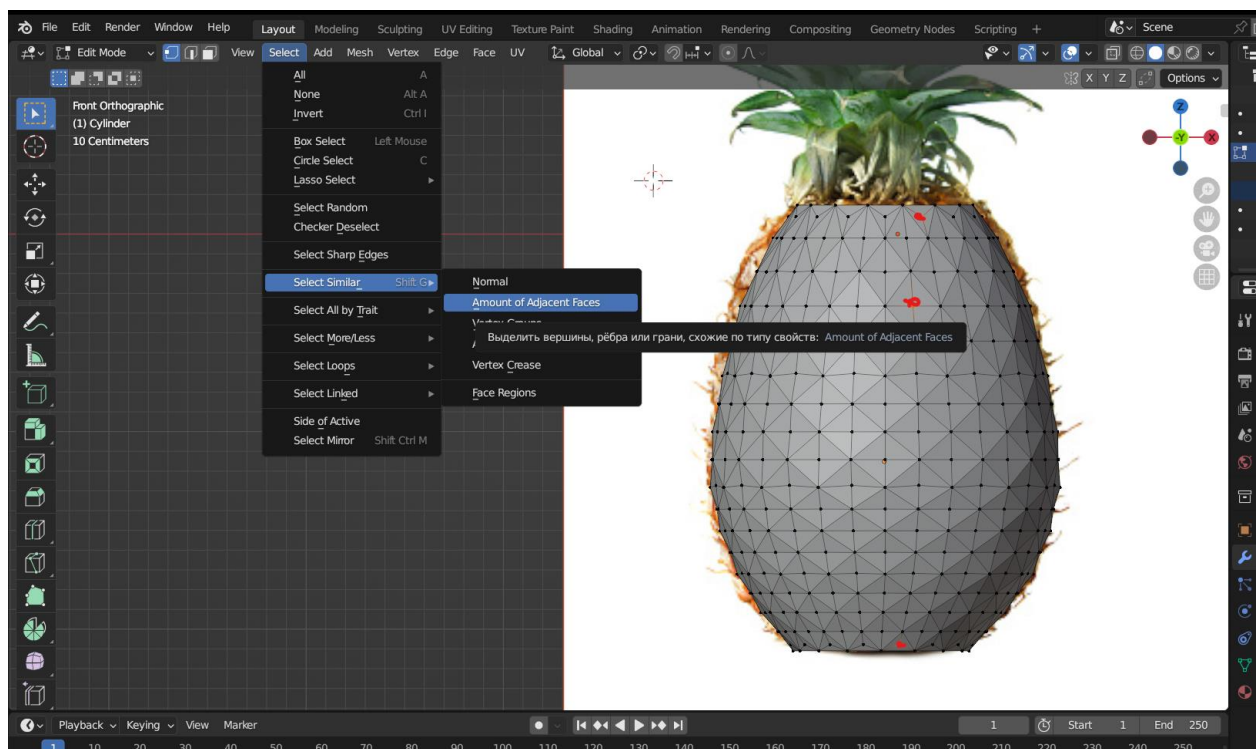 File Edit Render Window Help Layout Modeling Sculpting UV Editing Texture Paint Shading Animation Rendering Compositing Geometry Nodes Scripting + Scene
Edit Mode View Select Add Mesh Vertex Edge Face UV Global
X Y Z Options
Front Orthographic
(1) Cylinder
10 Centimeters
All A
None Alt A
Invert Ctrl I
Box Select Left Mouse
Circle Select C
Lasso Select
Select Random
Checker Deselect
Select Sharp Edges
Select Similar Shift G
Select All by Trait
Select More/Less
Select Loops
Select Linked
Side of Active
Select Mirror Shift Ctrl M
Normal
Amount of Adjacent Faces
Выделить вершины, рёбра или грани, схожие по типу свойств: Amount of Adjacent Faces
Vertex Crease
Face Regions
Z
-Y X
Playback Keying View Marker 1 Start 1 End 250
1 10 20 30 40 50 60 70 80 90 100 110 120 130 140 150 160 170 180 190 200 210 220 230 240 250